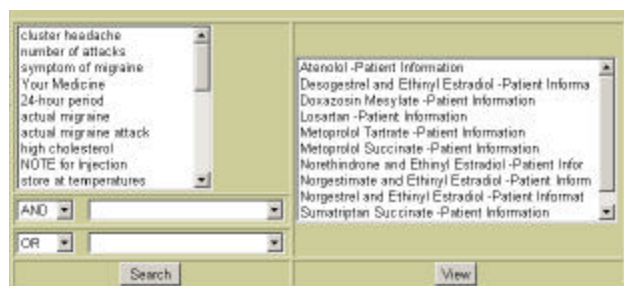 cluster headache
number of attacks
symptom of migraine
Your Medicine
24-hour period
actual migraine
actual migraine attack
high cholesterol
NOTE for Injection
store at temperatures
AND
OR
Search
Atenolol -Patient Information
Desogestrel and Ethinyl Estradiol -Patient Informa
Doxazosin Mesylate -Patient Information
Losartan -Patient Information
Metoprolol Tartrate -Patient Information
Metoprolol Succinate -Patient Information
Norethindrone and Ethinyl Estradiol -Patient Infor
Norgestimate and Ethinyl Estradiol -Patient Inform
Norgestrel and Ethinyl Estradiol -Patient Informat
Sumatriptan Succinate -Patient Information
View